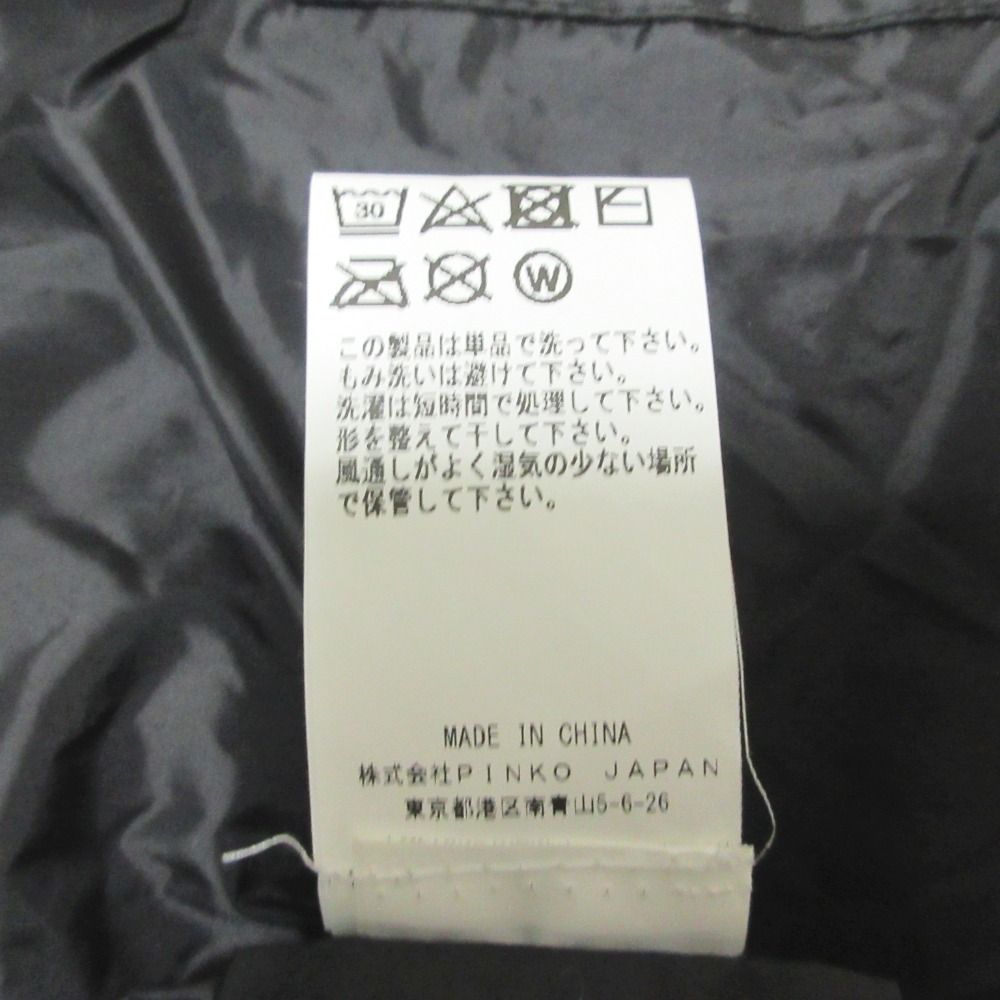 30
W
この製品は単品で洗って下さい。
もみ洗いは避けて下さい。
洗濯は短時間で処理して下さい。
形を整えて干して下さい。
風通しがよく湿気の少ない場所
で保管して下さい。
MADE IN CHINA
株式会社PINKO JAPAN
東京都港区南青山5-6-26